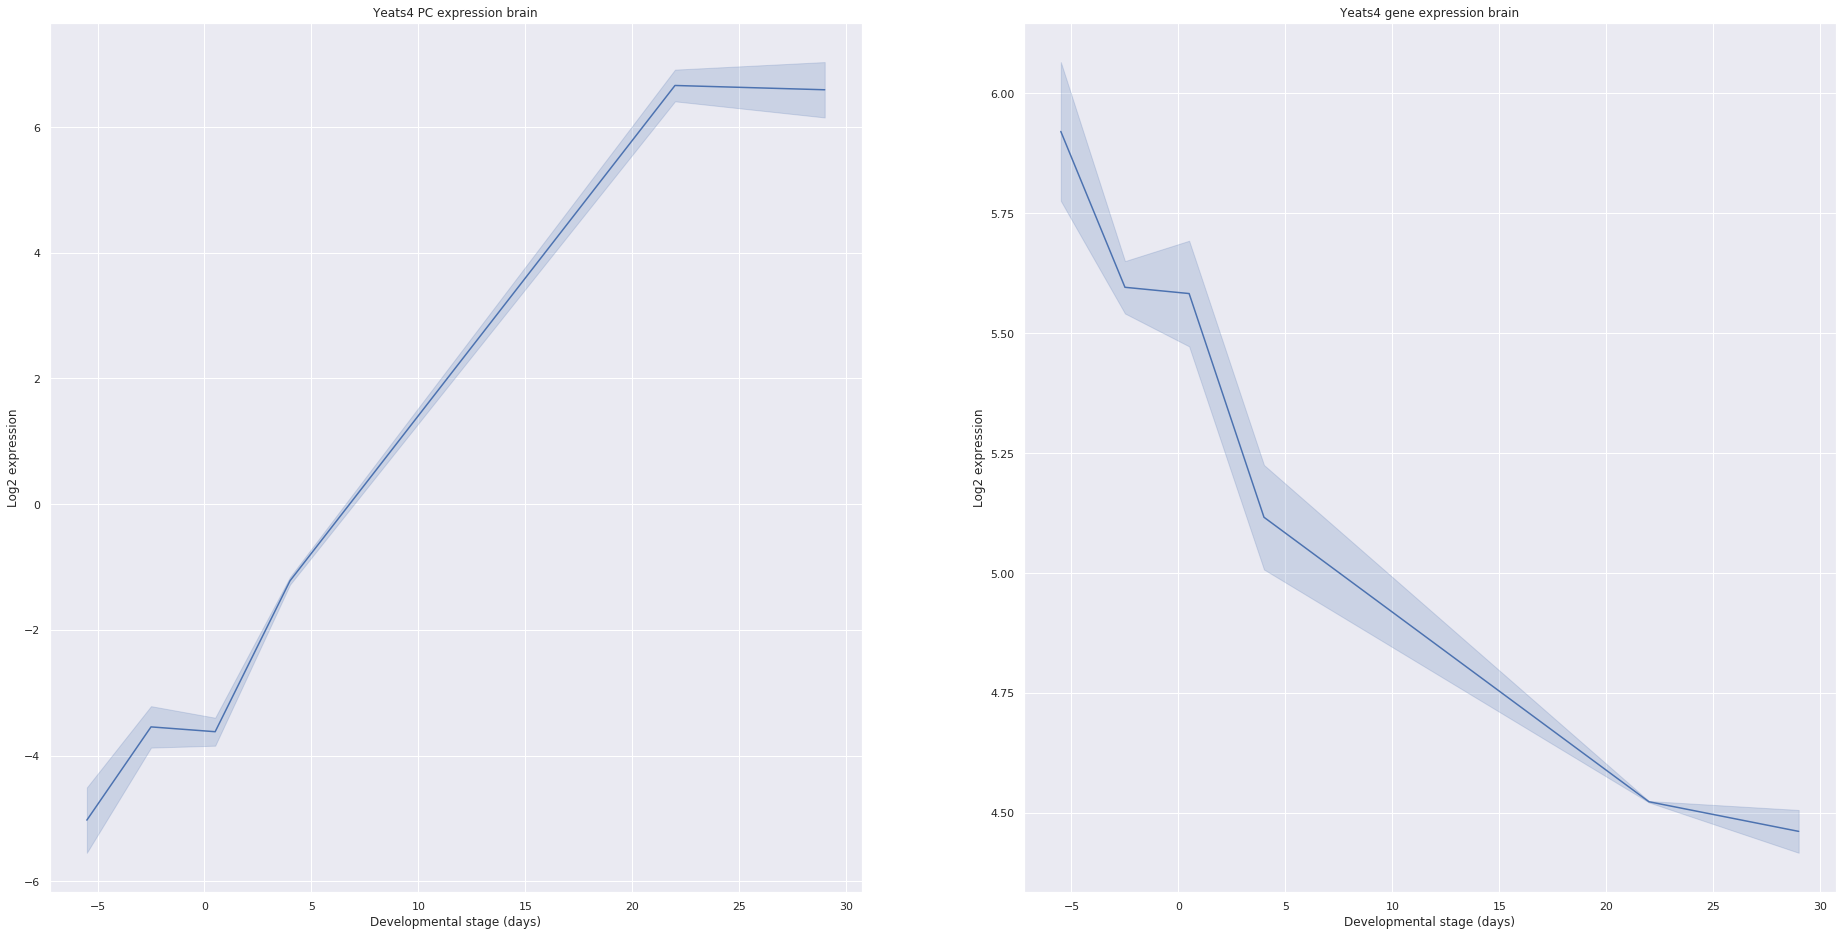 Yeats4 PC expression brain
Log2 expression
6
4
2
0
−2
−4
−6
−5 0 5 10 15 20 25 30
Developmental stage (days)
Yeats4 gene expression brain
Log2 expression
6.00
5.75
5.50
5.25
5.00
4.75
4.50
−5 0 5 10 15 20 25 30
Developmental stage (days)